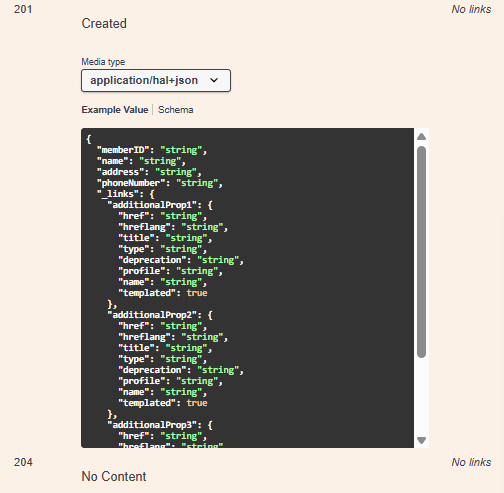 201 No links
Created
Media type
application/hal+json
Example Value | Schema
{
  "memberID": "string",
  "name": "string",
  "address": "string",
  "phoneNumber": "string",
  "_links": {
    "additionalProp1": {
      "href": "string",
      "hreflang": "string",
      "title": "string",
      "type": "string",
      "deprecation": "string",
      "profile": "string",
      "name": "string",
      "templated": true
    },
    "additionalProp2": {
      "href": "string",
      "hreflang": "string",
      "title": "string",
      "type": "string",
      "deprecation": "string",
      "profile": "string",
      "name": "string",
      "templated": true
    },
    "additionalProp3": {
      "href": "string",
      "hreflang": "string",
204 No links
No Content